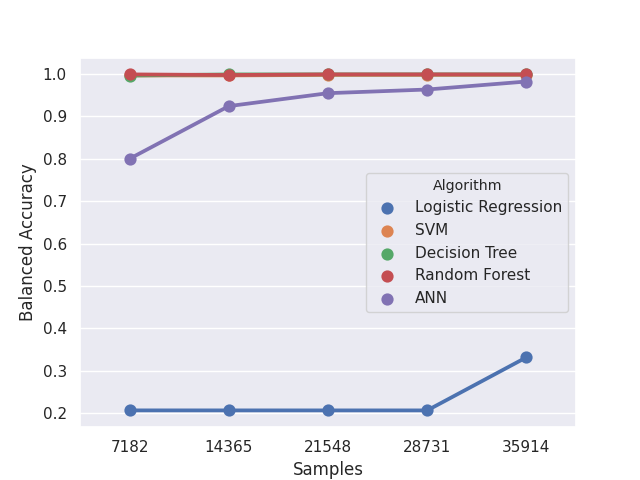 1.0
0.9
0.8
0.7
0.6
0.5
0.4
0.3
0.2
Balanced Accuracy
Algorithm
Logistic Regression
SVM
Decision Tree
Random Forest
ANN
7182 14365 21548 28731 35914
Samples